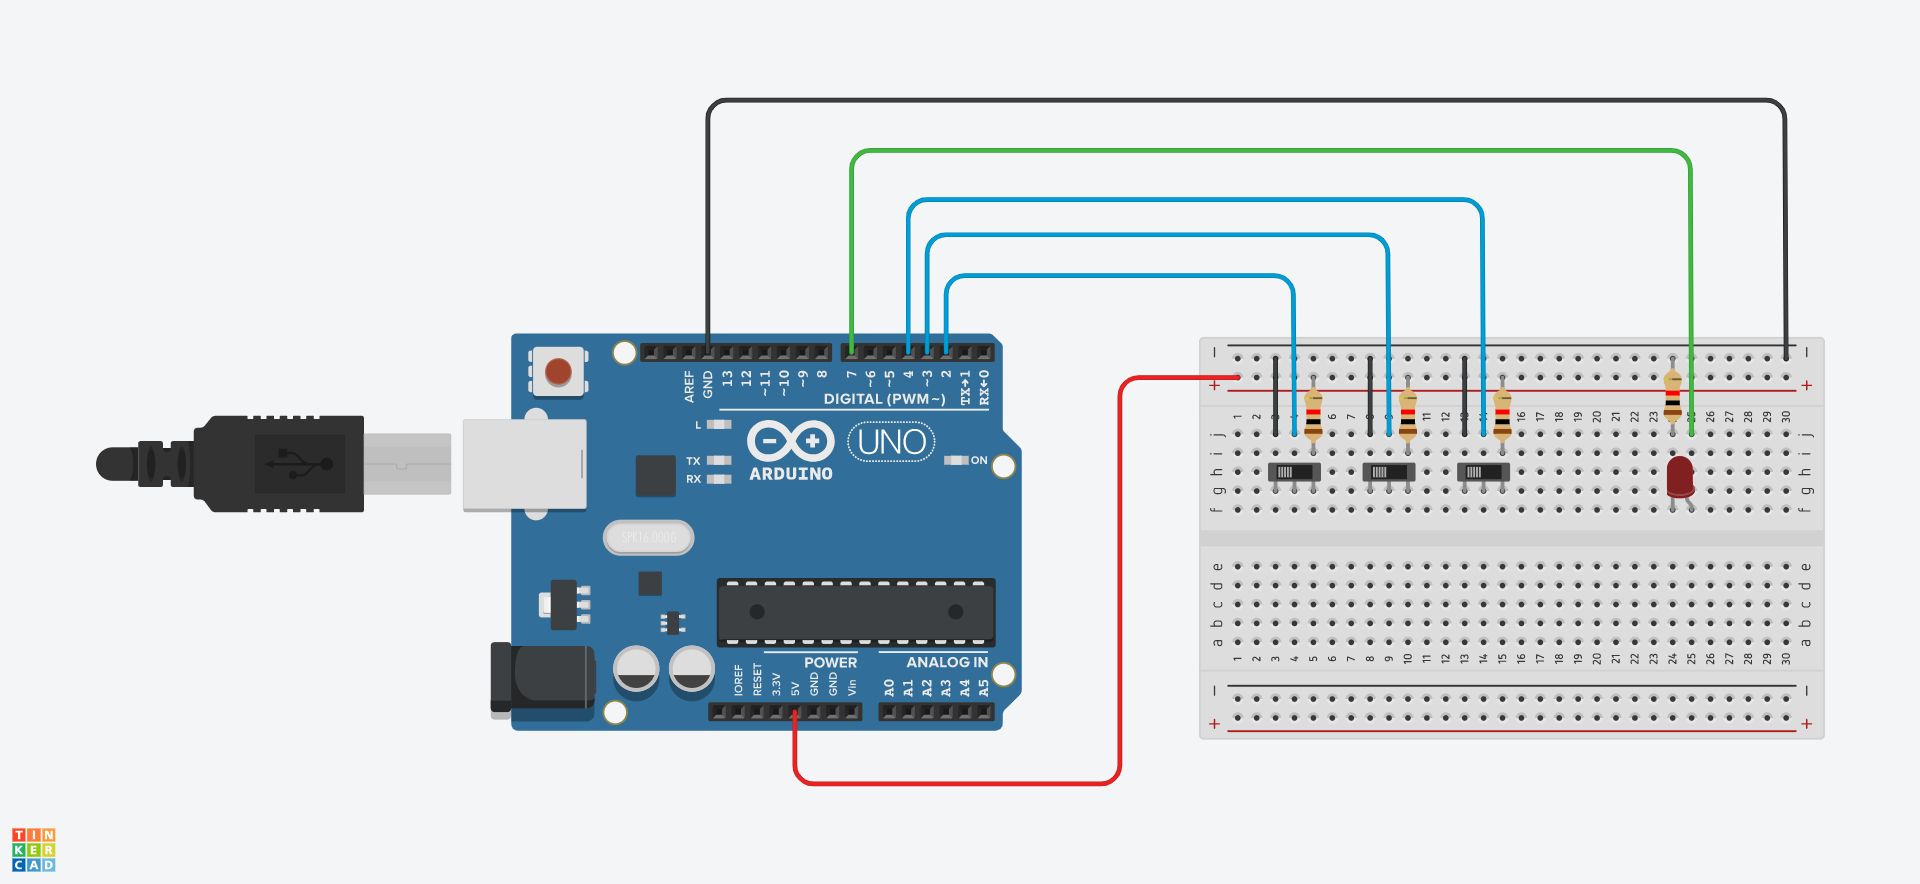 AREF
GND
13
12
~11
~10
~9
8
7
~6
~5
4
~3
2
TX→1
RX←0
DIGITAL (PWM~)
L
TX
RX
ARDUINO
UNO
ON
SPK16.000G
POWER
ANALOG IN
IOREF
RESET
3.3V
5V
GND
GND
Vin
A0
A1
A2
A3
A4
A5
− −
+ +
1 2 3 4 5 6 7 8 9 10 11 12 13 14 15 16 17 18 19 20 21 22 23 24 25 26 27 28 29 30
j j
i i
h h
g g
f f
e e
d d
c c
b b
a a
1 2 3 4 5 6 7 8 9 10 11 12 13 14 15 16 17 18 19 20 21 22 23 24 25 26 27 28 29 30
− −
+ +
TIN
KER
CAD